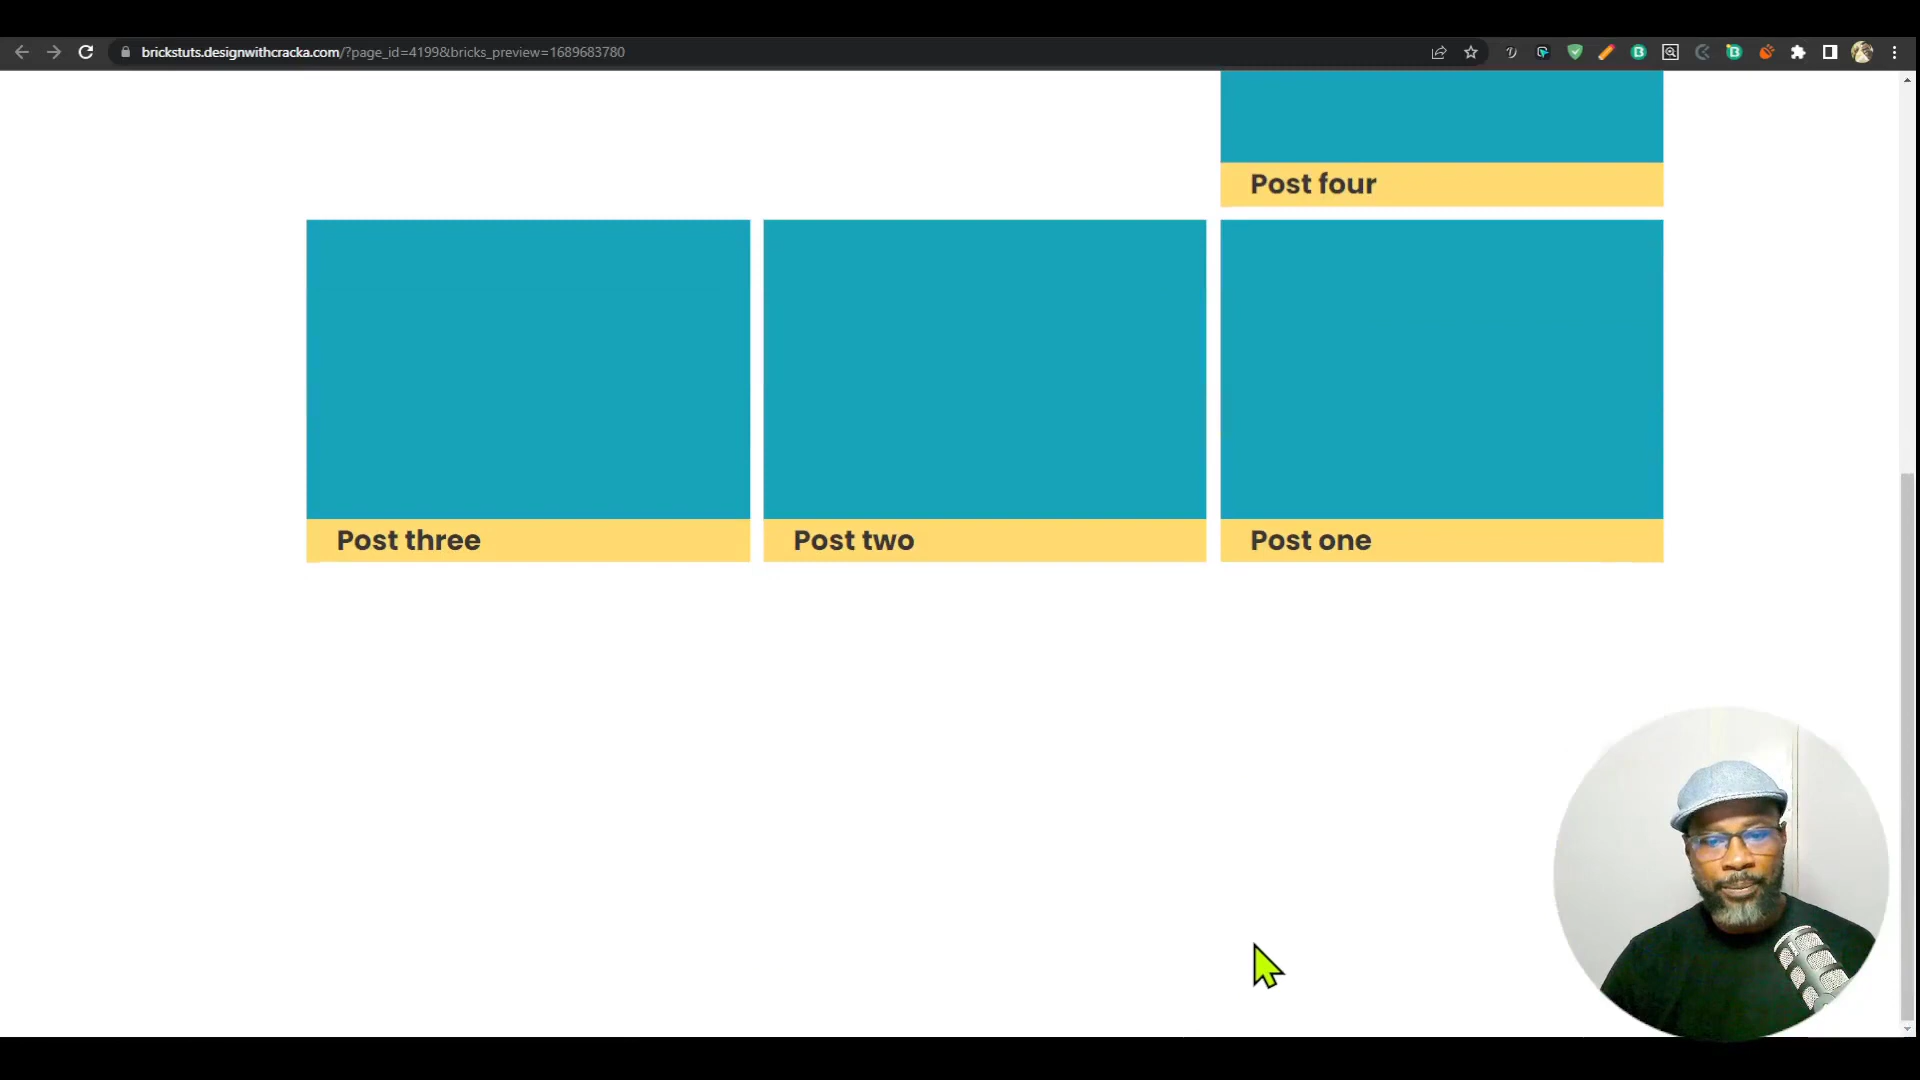 brickstuts.designwithcracka.com/?page_id=4199&bricks_preview=1689683780
Post four
Post three
Post two
Post one